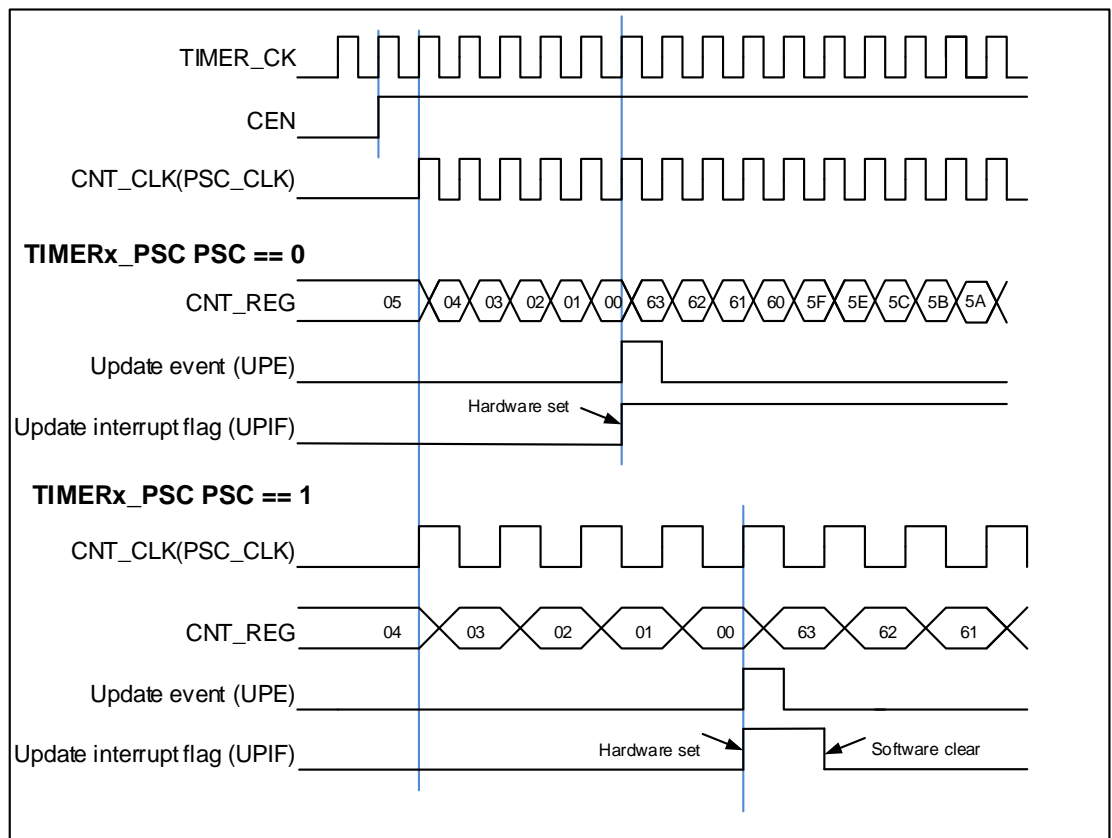 TIMER_CK
CEN
CNT_CLK(PSC_CLK)
TIMERx_PSC PSC == 0
CNT_REG 05 04 03 02 01 00 63 62 61 60 5F 5E 5C 5B 5A
Update event (UPE)
Hardware set
Update interrupt flag (UPIF)
TIMERx_PSC PSC == 1
CNT_CLK(PSC_CLK)
CNT_REG 04 03 02 01 00 63 62 61
Update event (UPE)
Update interrupt flag (UPIF) Hardware set Software clear